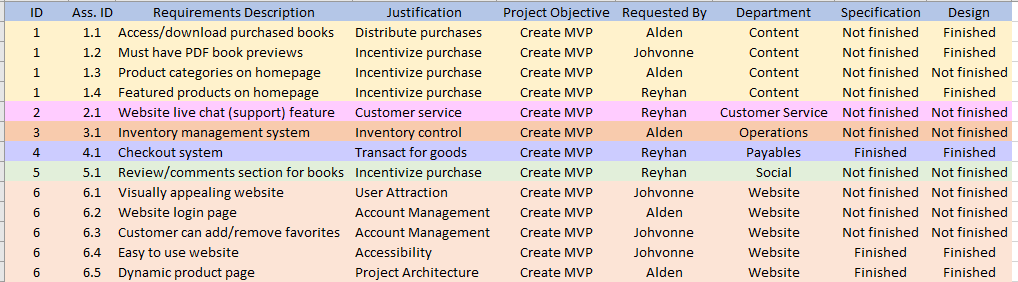 ID Ass. ID Requirements Description Justification Project Objective Requested By Department Specification Design
1 1.1 Access/download purchased books Distribute purchases Create MVP Alden Content Not finished Finished
1 1.2 Must have PDF book previews Incentivize purchase Create MVP Johvonne Content Not finished Finished
1 1.3 Product categories on homepage Incentivize purchase Create MVP Alden Content Not finished Not finished
1 1.4 Featured products on homepage Incentivize purchase Create MVP Reyhan Content Not finished Finished
2 2.1 Website live chat (support) feature Customer service Create MVP Reyhan Customer Service Not finished Not finished
3 3.1 Inventory management system Inventory control Create MVP Alden Operations Not finished Not finished
4 4.1 Checkout system Transact for goods Create MVP Reyhan Payables Finished Finished
5 5.1 Review/comments section for books Incentivize purchase Create MVP Reyhan Social Not finished Finished
6 6.1 Visually appealing website User Attraction Create MVP Johvonne Website Not finished Not finished
6 6.2 Website login page Account Management Create MVP Alden Website Not finished Not finished
6 6.3 Customer can add/remove favorites Account Management Create MVP Johvonne Website Not finished Not finished
6 6.4 Easy to use website Accessibility Create MVP Johvonne Website Finished Finished
6 6.5 Dynamic product page Project Architecture Create MVP Alden Website Finished Finished